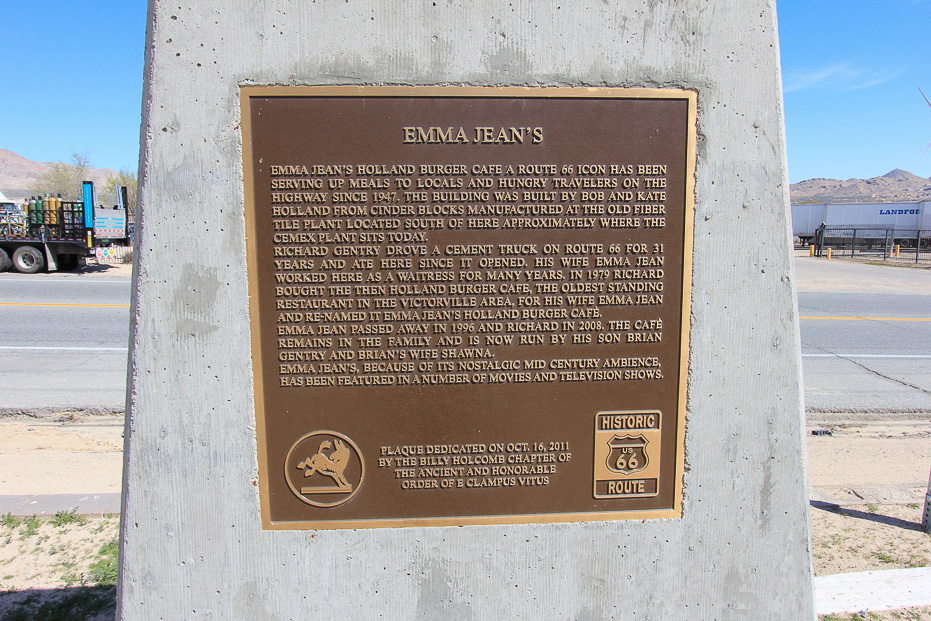 EMMA JEAN'S
EMMA JEAN'S HOLLAND BURGER CAFE A ROUTE 66 ICON HAS BEEN
SERVING UP MEALS TO LOCALS AND HUNGRY TRAVELERS ON THE
HIGHWAY SINCE 1947. THE BUILDING WAS BUILT BY BOB AND KATE
HOLLAND FROM CINDER BLOCKS MANUFACTURED AT THE OLD FIBER
TILE PLANT LOCATED SOUTH OF HERE APPROXIMATELY WHERE THE
CEMEX PLANT SITS TODAY.
RICHARD GENTRY DROVE A CEMENT TRUCK ON ROUTE 66 FOR 31
YEARS AND ATE HERE SINCE IT OPENED. HIS WIFE EMMA JEAN
WORKED HERE AS A WAITRESS FOR MANY YEARS. IN 1979 RICHARD
BOUGHT THE THEN HOLLAND BURGER CAFE, THE OLDEST STANDING
RESTAURANT IN THE VICTORVILLE AREA, FOR HIS WIFE EMMA JEAN
AND RE-NAMED IT EMMA JEAN'S HOLLAND BURGER CAFÉ.
EMMA JEAN PASSED AWAY IN 1996 AND RICHARD IN 2008. THE CAFÉ
REMAINS IN THE FAMILY AND IS NOW RUN BY HIS SON BRIAN
GENTRY AND BRIAN'S WIFE SHAWNA.
EMMA JEAN'S, BECAUSE OF ITS NOSTALGIC MID CENTURY AMBIENCE,
HAS BEEN FEATURED IN A NUMBER OF MOVIES AND TELEVISION SHOWS.
PLAQUE DEDICATED ON OCT. 16, 2011
BY THE BILLY HOLCOMB CHAPTER OF
THE ANCIENT AND HONORABLE
ORDER OF E CLAMPUS VITUS
HISTORIC
US
66
ROUTE
LANDFO